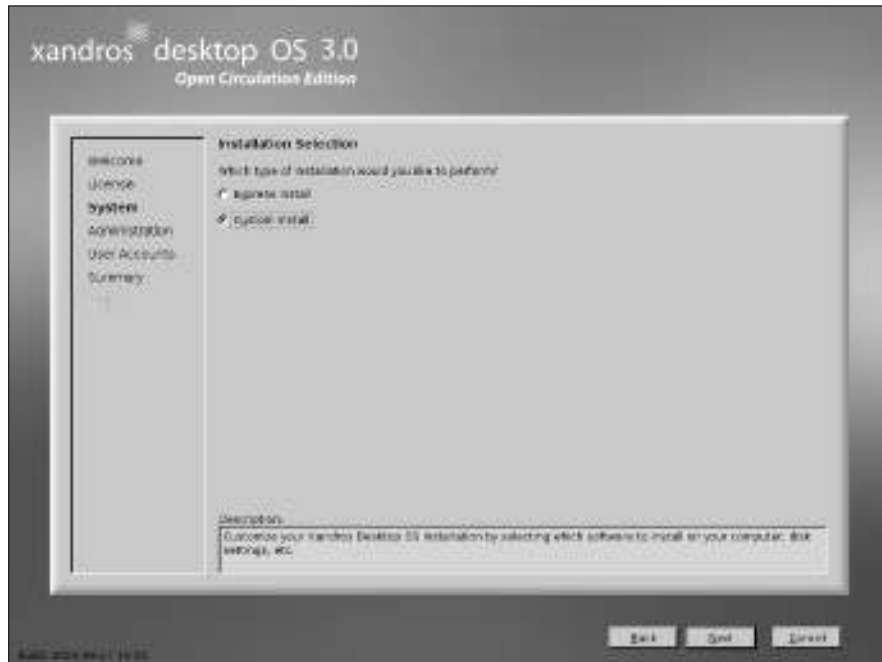 xandros desktop OS 3.0
Open Circulation Edition
Welcome
License
System
Administration
User Accounts
Summary
Installation Selection
Which type of installation would you like to perform?
Express Install
Custom Install
Description:
Customize your Xandros Desktop OS installation by selecting which software to install on your computer, disk
settings, etc.
Back
Next
Cancel